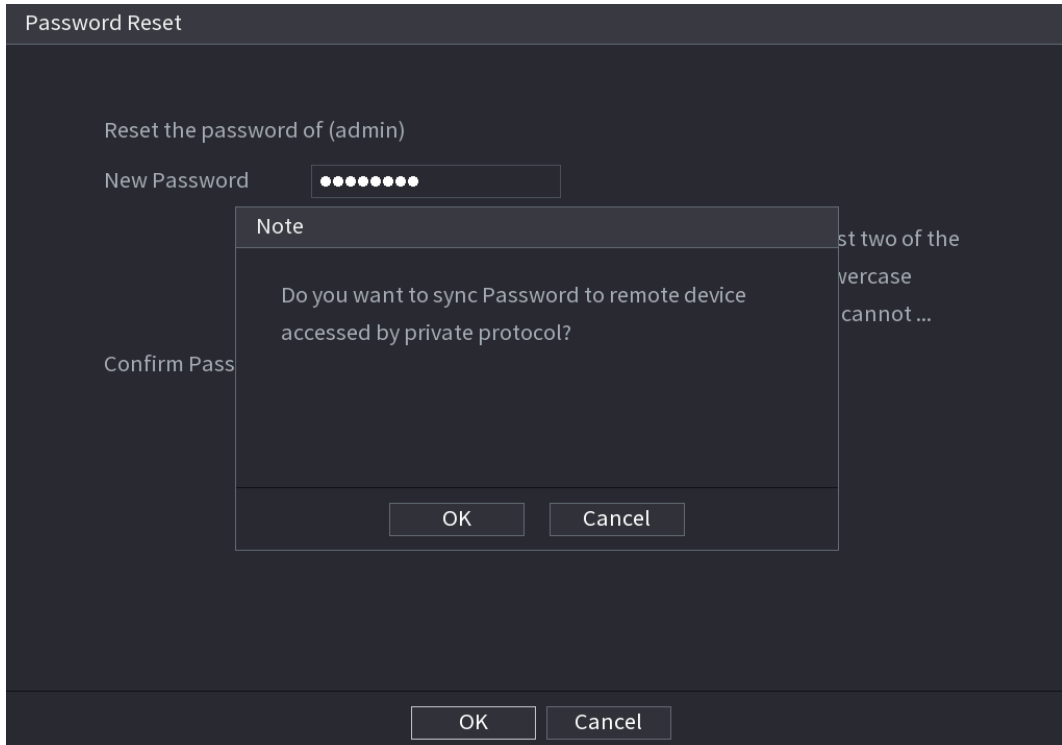 Password Reset
Reset the password of (admin)
New Password ●●●●●●●●
Note
st two of the
Do you want to sync Password to remote device
accessed by private protocol?
cannot ...
Confirm Pass
OK Cancel
OK Cancel